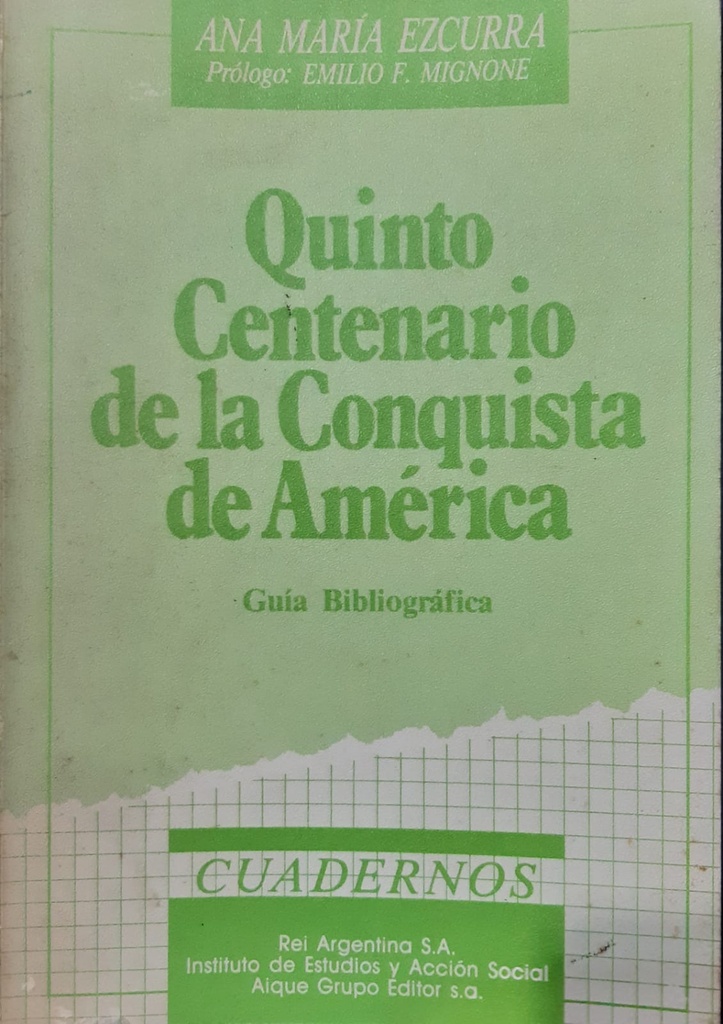 ANA MARÍA EZCURRA
Prólogo: EMILIO F. MIGNONE
Quinto
Centenario
de la Conquista
de América
Guía Bibliográfica
CUADERNOS
Rei Argentina S.A.
Instituto de Estudios y Acción Social
Aique Grupo Editor s.a.